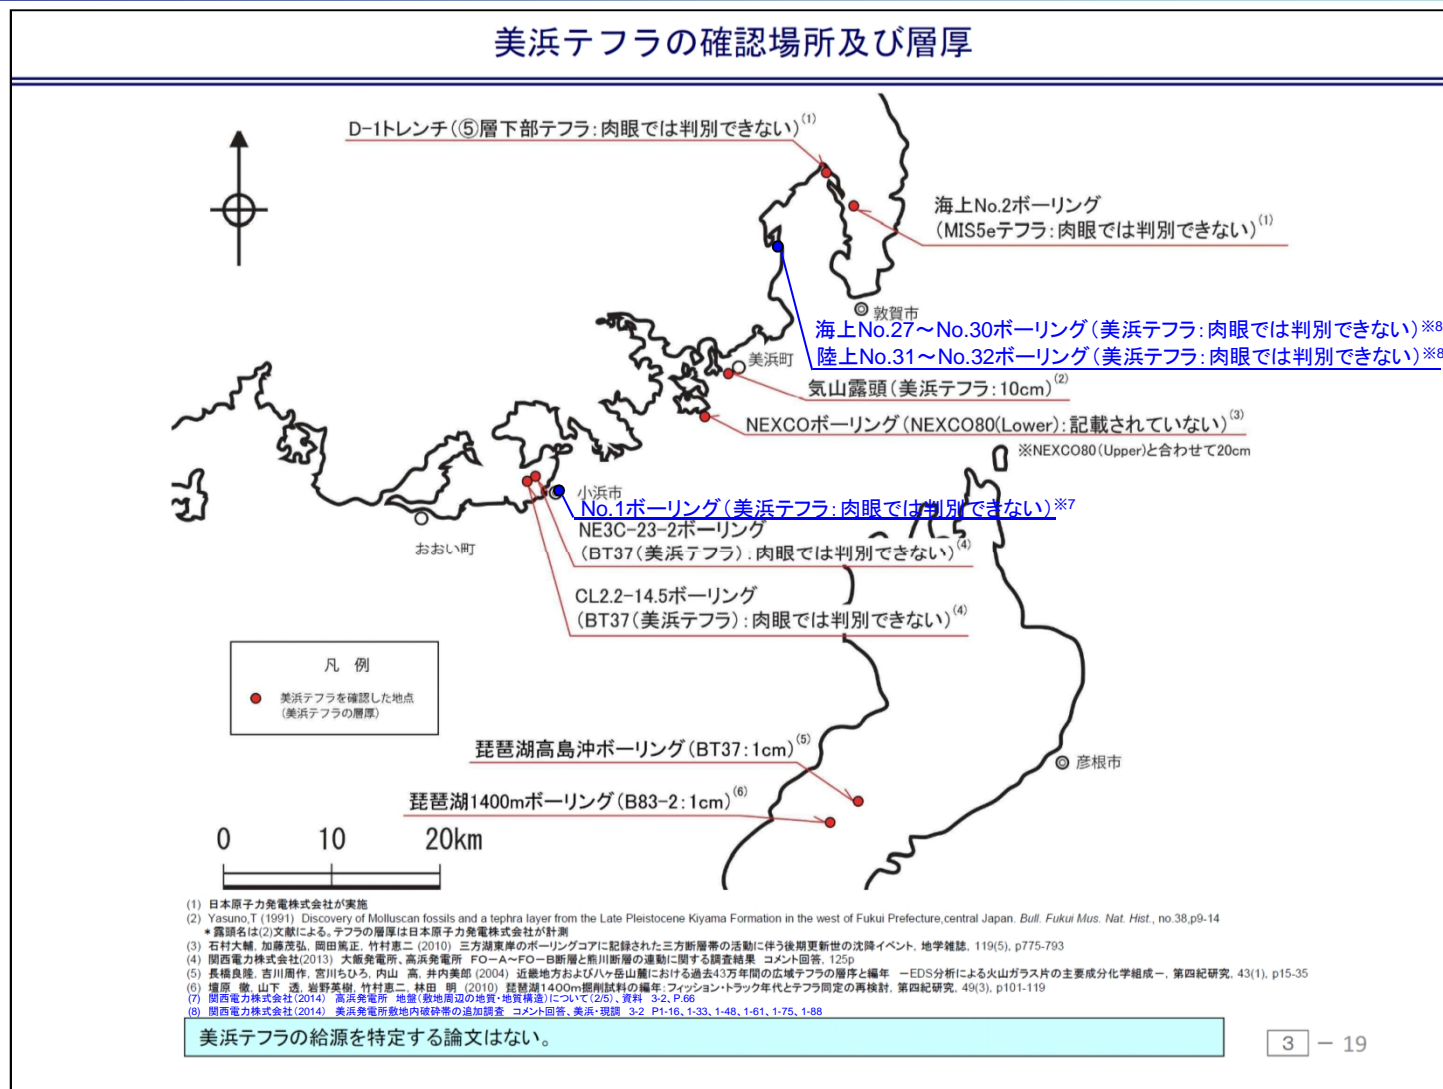 美浜テフラの確認場所及び層厚
D-1トレンチ(⑤層下部テフラ:肉眼では判別できない)(1)
海上No.2ボーリング
(MIS5eテフラ:肉眼では判別できない)(1)
敦賀市
海上No.27～No.30ボーリング(美浜テフラ:肉眼では判別できない)※8
陸上No.31～No.32ボーリング(美浜テフラ:肉眼では判別できない)※8
美浜町
気山露頭(美浜テフラ:10cm)(2)
NEXCOボーリング(NEXCO80(Lower):記載されていない)(3)
※NEXCO80(Upper)と合わせて20cm
小浜市
No.1ボーリング(美浜テフラ:肉眼では判別できない)※7
NE3C-23-2ボーリング
(BT37(美浜テフラ):肉眼では判別できない)(4)
おおい町
CL2.2-14.5ボーリング
(BT37(美浜テフラ):肉眼では判別できない)(4)
凡 例
美浜テフラを確認した地点
(美浜テフラの層厚)
琵琶湖高島沖ボーリング(BT37:1cm)(5)
彦根市
琵琶湖1400mボーリング(B83-2:1cm)(6)
0 10 20km
(1) 日本原子力発電株式会社が実施
(2) Yasuno,T (1991) Discovery of Molluscan fossils and a tephra layer from the Late Pleistocene Kiyama Formation in the west of Fukui Prefecture,central Japan. Bull. Fukui Mus. Nat. Hist., no.38,p9-14
*露頭名は(2)文献による。テフラの層厚は日本原子力発電株式会社が計測
(3) 石村大輔, 加藤茂弘, 岡田篤正, 竹村恵二 (2010) 三方湖東岸のボーリングコアに記録された三方断層帯の活動に伴う後期更新世の沈降イベント, 地学雑誌, 119(5), p775-793
(4) 関西電力株式会社(2013) 大飯発電所、高浜発電所 FO-A～FO-B断層と熊川断層の連動に関する調査結果 コメント回答, 125p
(5) 長橋良隆, 吉川周作, 宮川ちひろ, 内山 高, 井内美郎 (2004) 近畿地方および八ヶ岳山麓における過去43万年間の広域テフラの層序と編年 －EDS分析による火山ガラス片の主要成分化学組成－, 第四紀研究, 43(1), p15-35
(6) 壇原 徹, 山下 透, 岩野英樹, 竹村恵二, 林田 明 (2010) 琵琶湖1400m掘削試料の編年:フィッション・トラック年代とテフラ同定の再検討, 第四紀研究, 49(3), p101-119
(7) 関西電力株式会社(2014) 高浜発電所 地盤(敷地周辺の地質・地質構造)について(2/5)、資料 3-2、P.66
(8) 関西電力株式会社(2014) 美浜発電所敷地内破砕帯の追加調査 コメント回答、美浜・現調 3-2 P1-16、1-33、1-48、1-61、1-75、1-88
美浜テフラの給源を特定する論文はない。
3 － 19